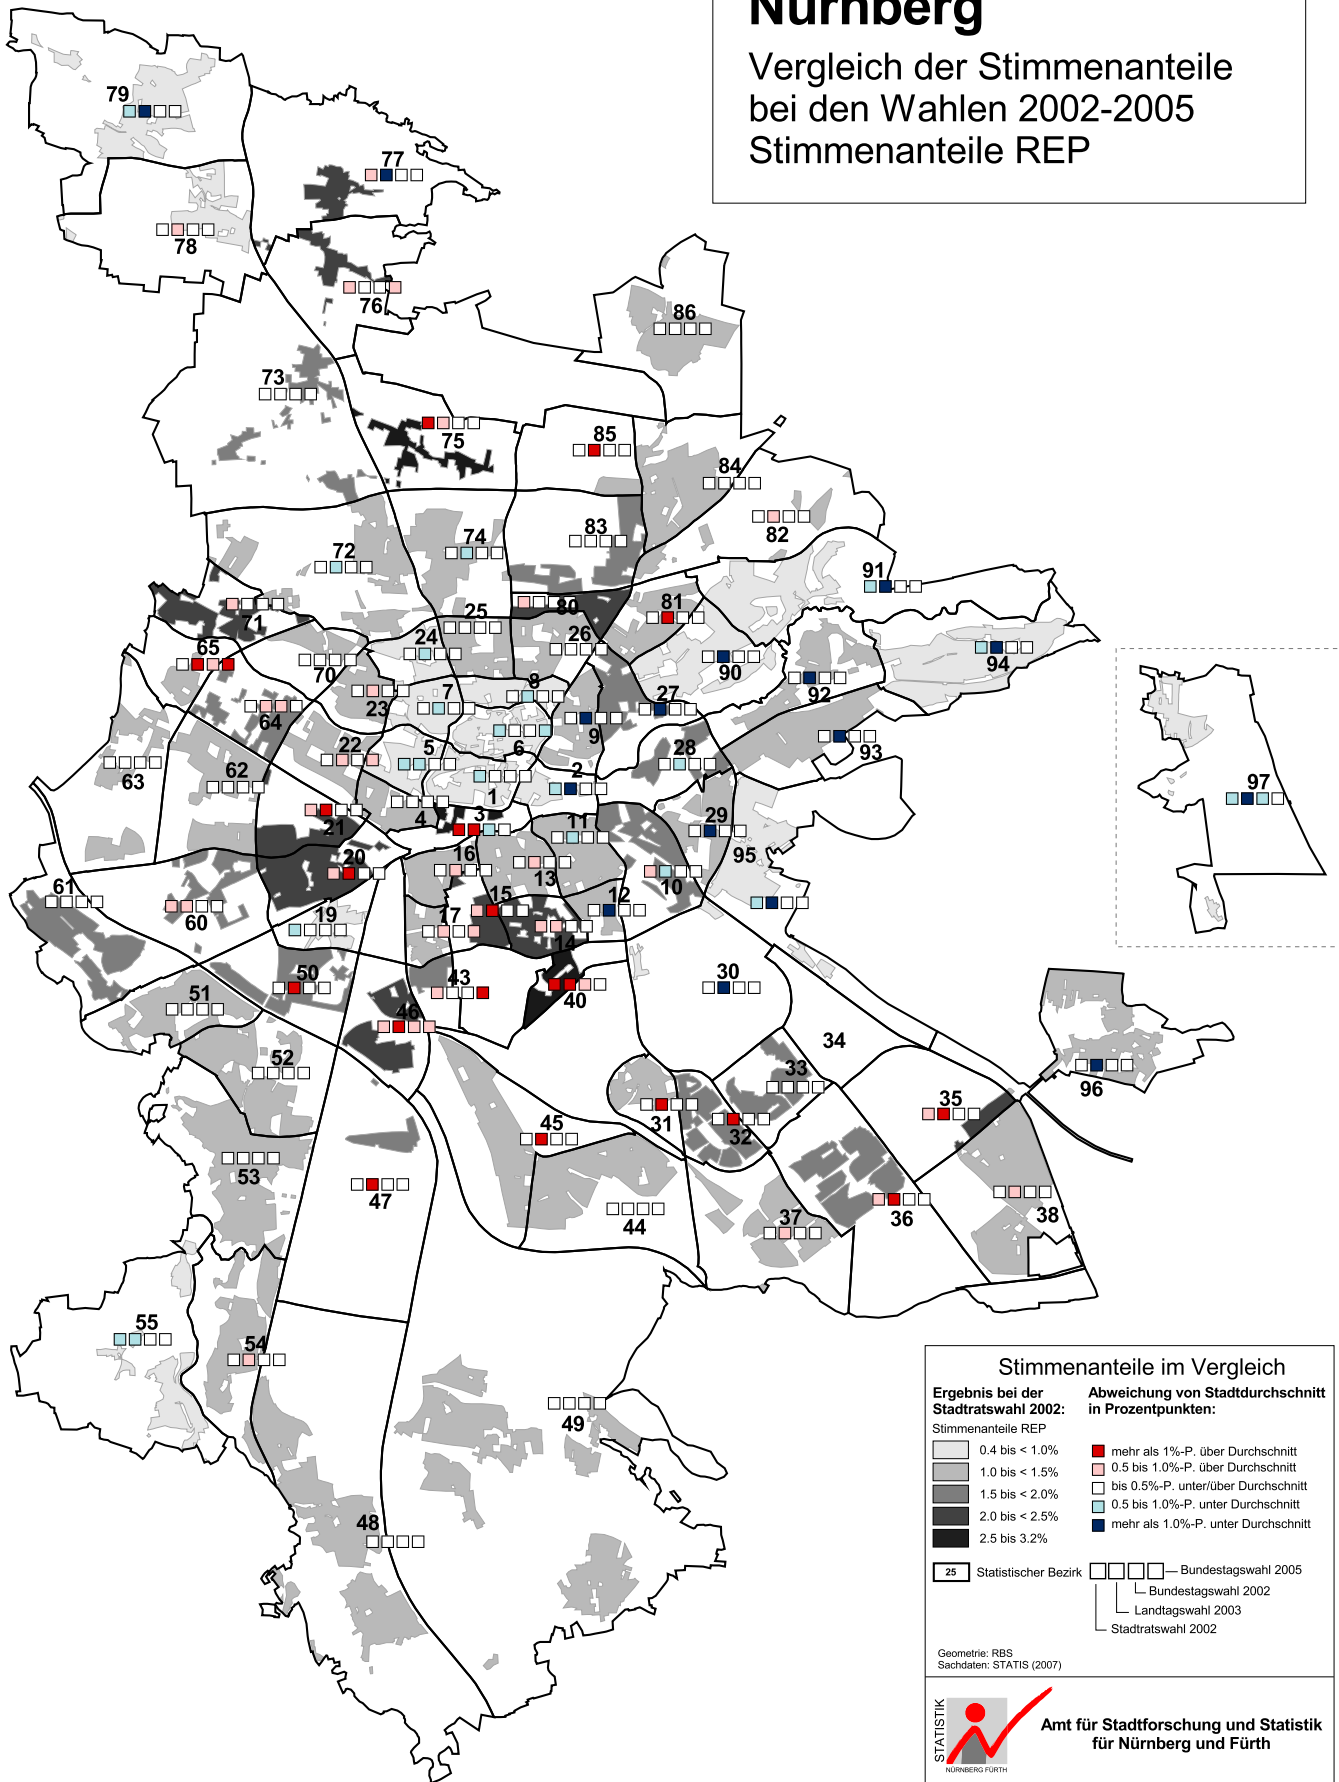 Nürnberg
Vergleich der Stimmenanteile
bei den Wahlen 2002-2005
Stimmenanteile REP
79
77
78
76
86
73
75
85
84
82
74
83
72
91
71
80
81
25
26
24
65
94
70
90
92
7
8
23
27
64
9
5
6
22
28
93
63
62
2
97
1
4
3
21
11
29
95
20
16
13
10
61
15
12
60
19
17
14
50
43
30
51
40
46
34
52
33
96
35
31
45
32
53
47
37
36
38
44
55
54
49
48
Stimmenanteile im Vergleich
Ergebnis bei der
Stadtratswahl 2002:
Stimmenanteile REP
0.4 bis < 1.0%
1.0 bis < 1.5%
1.5 bis < 2.0%
2.0 bis < 2.5%
2.5 bis 3.2%
Abweichung von Stadtdurchschnitt
in Prozentpunkten:
mehr als 1%-P. über Durchschnitt
0.5 bis 1.0%-P. über Durchschnitt
bis 0.5%-P. unter/über Durchschnitt
0.5 bis 1.0%-P. unter Durchschnitt
mehr als 1.0%-P. unter Durchschnitt
25 Statistischer Bezirk
Bundestagswahl 2005
Bundestagswahl 2002
Landtagswahl 2003
Stadtratswahl 2002
Geometrie: RBS
Sachdaten: STATIS (2007)
STATISTIK
NÜRNBERG FÜRTH
Amt für Stadtforschung und Statistik
für Nürnberg und Fürth